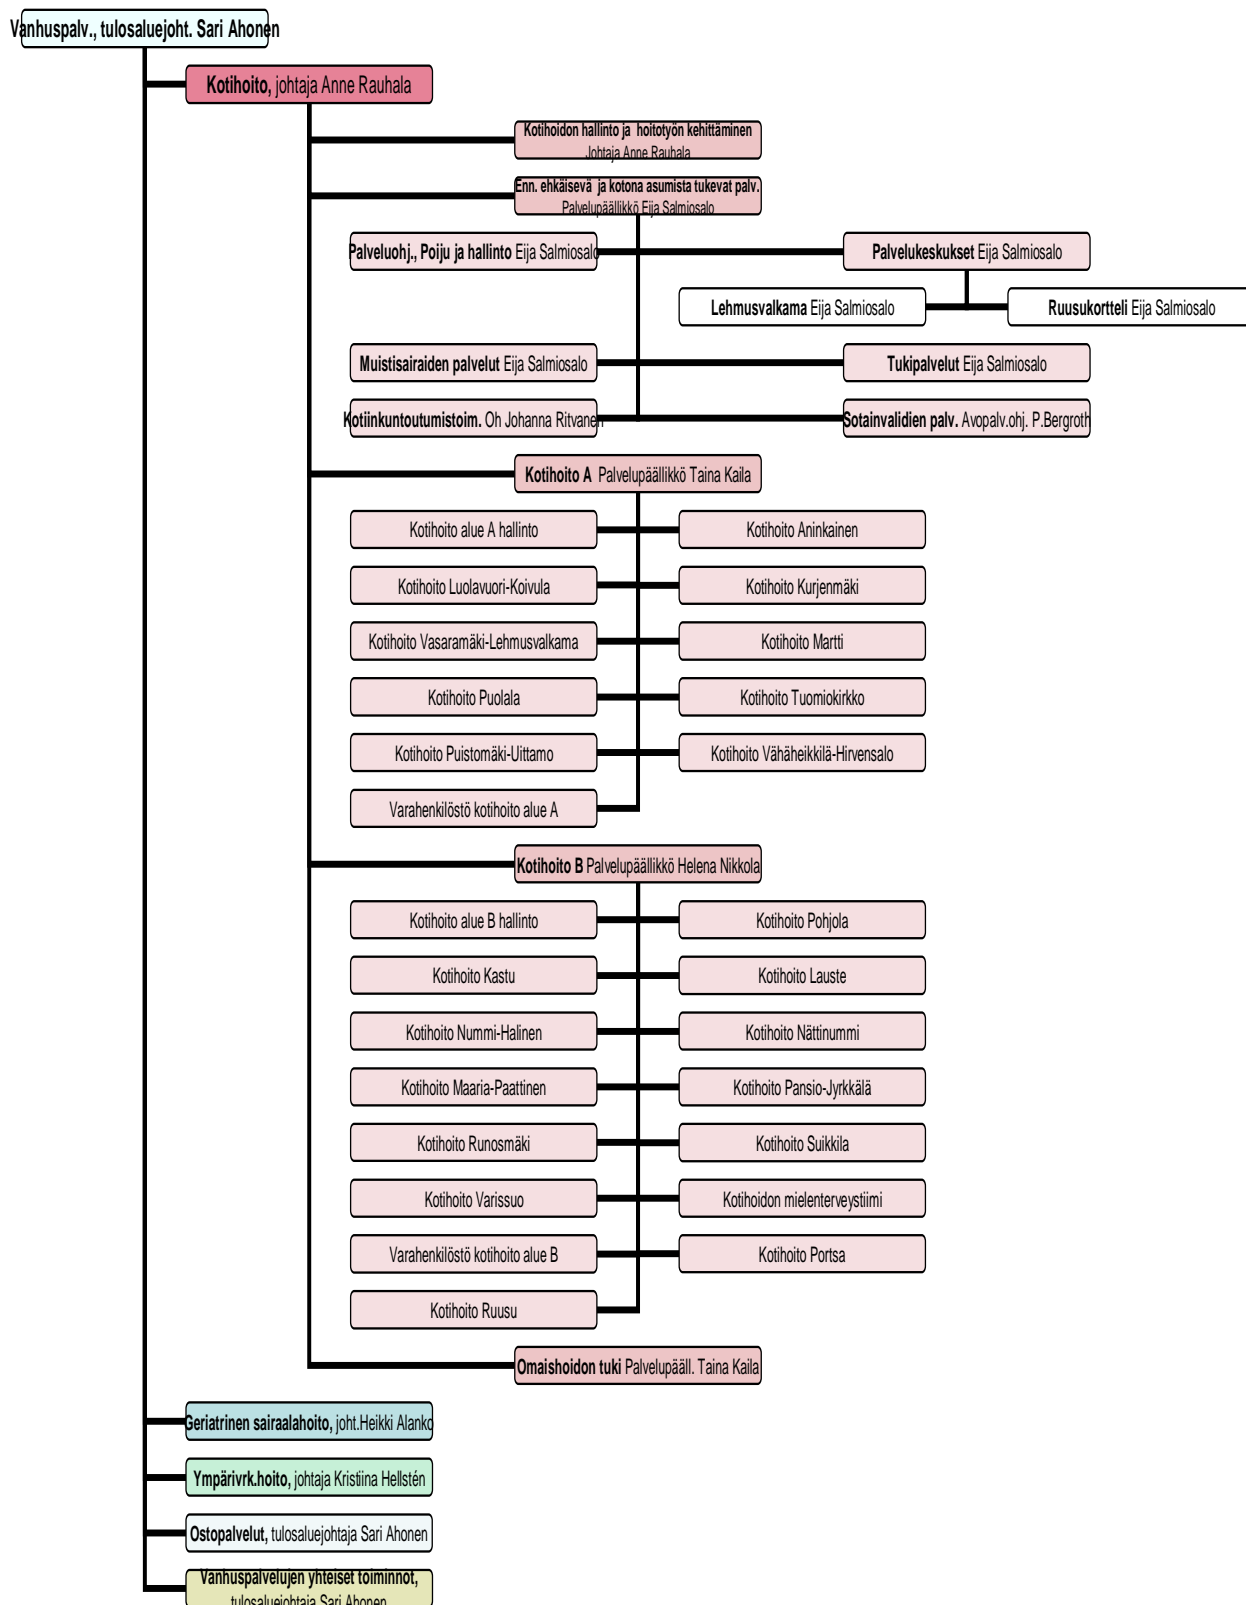 Vanhuspalv., tulosaluejoht. Sari Ahonen
Kotihoito, johtaja Anne Rauhala
Kotihoidon hallinto ja hoitotyön kehittäminen
Johtaja Anne Rauhala
Enn. ehkäisevä ja kotona asumista tukevat palv.
Palvelupäällikkö Eija Salmiosalo
Palveluohj., Poiju ja hallinto Eija Salmiosalo
Palvelukeskukset Eija Salmiosalo
Lehmusvalkama Eija Salmiosalo
Ruusukortteli Eija Salmiosalo
Muistisairaiden palvelut Eija Salmiosalo
Tukipalvelut Eija Salmiosalo
Kotiinkuntoutumistoim. Oh Johanna Ritvanen
Sotainvalidien palv. Avopalv.ohj. P.Bergroth
Kotihoito A Palvelupäällikkö Taina Kaila
Kotihoito alue A hallinto
Kotihoito Aninkainen
Kotihoito Luolavuori-Koivula
Kotihoito Kurjenmäki
Kotihoito Vasaramäki-Lehmusvalkama
Kotihoito Martti
Kotihoito Puolala
Kotihoito Tuomiokirkko
Kotihoito Puistomäki-Uittamo
Kotihoito Vähäheikkilä-Hirvensalo
Varahenkilöstö kotihoito alue A
Kotihoito B Palvelupäällikkö Helena Nikkola
Kotihoito alue B hallinto
Kotihoito Pohjola
Kotihoito Kastu
Kotihoito Lauste
Kotihoito Nummi-Halinen
Kotihoito Nättinummi
Kotihoito Maaria-Paattinen
Kotihoito Pansio-Jyrkkälä
Kotihoito Runosmäki
Kotihoito Suikkila
Kotihoito Varissuo
Kotihoidon mielenterveystiimi
Varahenkilöstö kotihoito alue B
Kotihoito Portsa
Kotihoito Ruusu
Omaishoidon tuki Palvelupääll. Taina Kaila
Geriatrinen sairaalahoito, joht.Heikki Alanko
Ympärivrk.hoito, johtaja Kristiina Hellstén
Ostopalvelut, tulosaluejohtaja Sari Ahonen
Vanhuspalvelujen yhteiset toiminnot,
tulosaluejohtaja Sari Ahonen